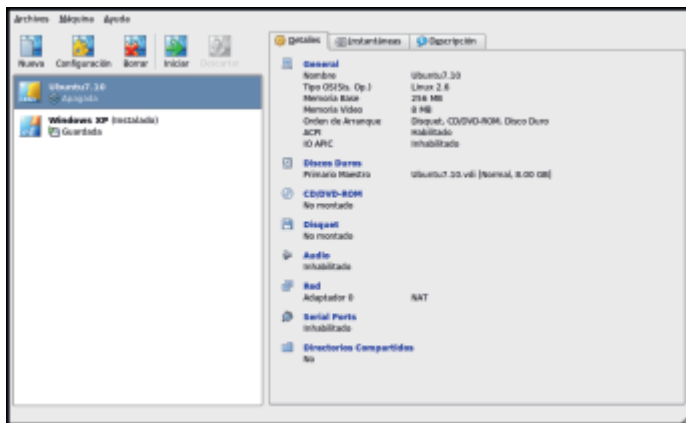 Archivos Máquina Ayuda
Nueva Configuración Borrar Iniciar Descartar
Ubuntu7.10
Apagada
Windows XP (Instalado)
Guardada
Detalles Instantáneas Descripción
General
Nombre Ubuntu7.10
Tipo OS(Sis. Op.) Linux 2.6
Memoria Base 256 MB
Memoria Vídeo 8 MB
Orden de Arranque Disquet, CD/DVD-ROM, Disco Duro
ACPI Habilitado
IO APIC Inhabilitado
Discos Duros
Primario Maestro Ubuntu7.10.vdi [Normal, 8.00 GB]
CD/DVD-ROM
No montado
Disquet
No montado
Audio
Inhabilitado
Red
Adaptador 0 NAT
Serial Ports
Inhabilitado
Directorios Compartidos
No